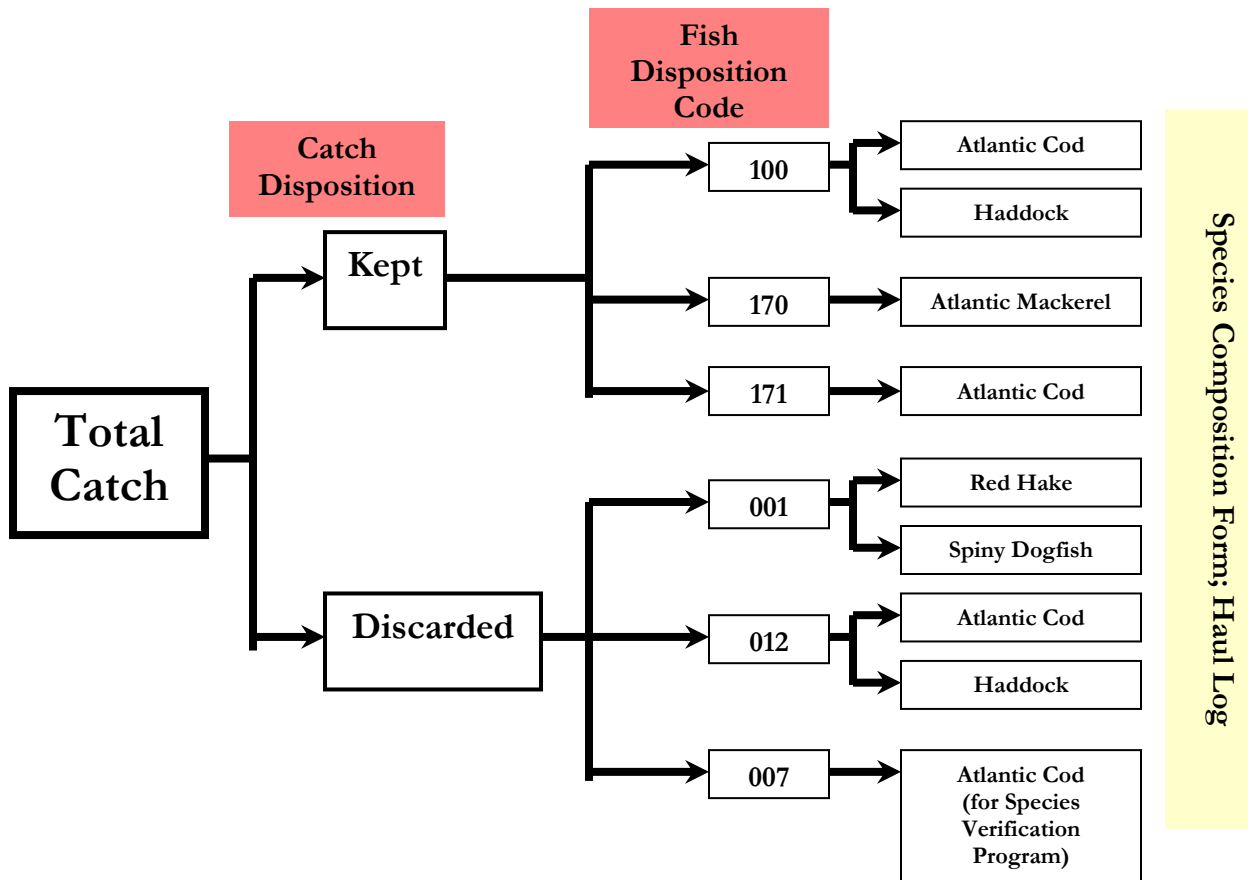 Fish
Disposition
Code
Catch
Disposition
Total
Catch
Kept
Discarded
100
Atlantic Cod
Haddock
170
Atlantic Mackerel
171
Atlantic Cod
001
Red Hake
Spiny Dogfish
012
Atlantic Cod
Haddock
007
Atlantic Cod
(for Species
Verification
Program)
Species Composition Form; Haul Log